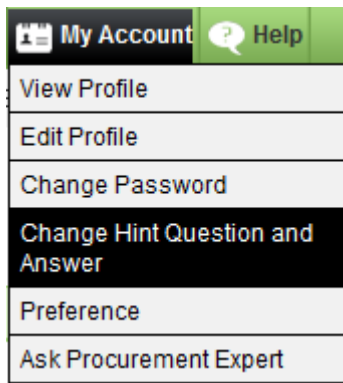 My Account Help
View Profile
Edit Profile
Change Password
Change Hint Question and
Answer
Preference
Ask Procurement Expert